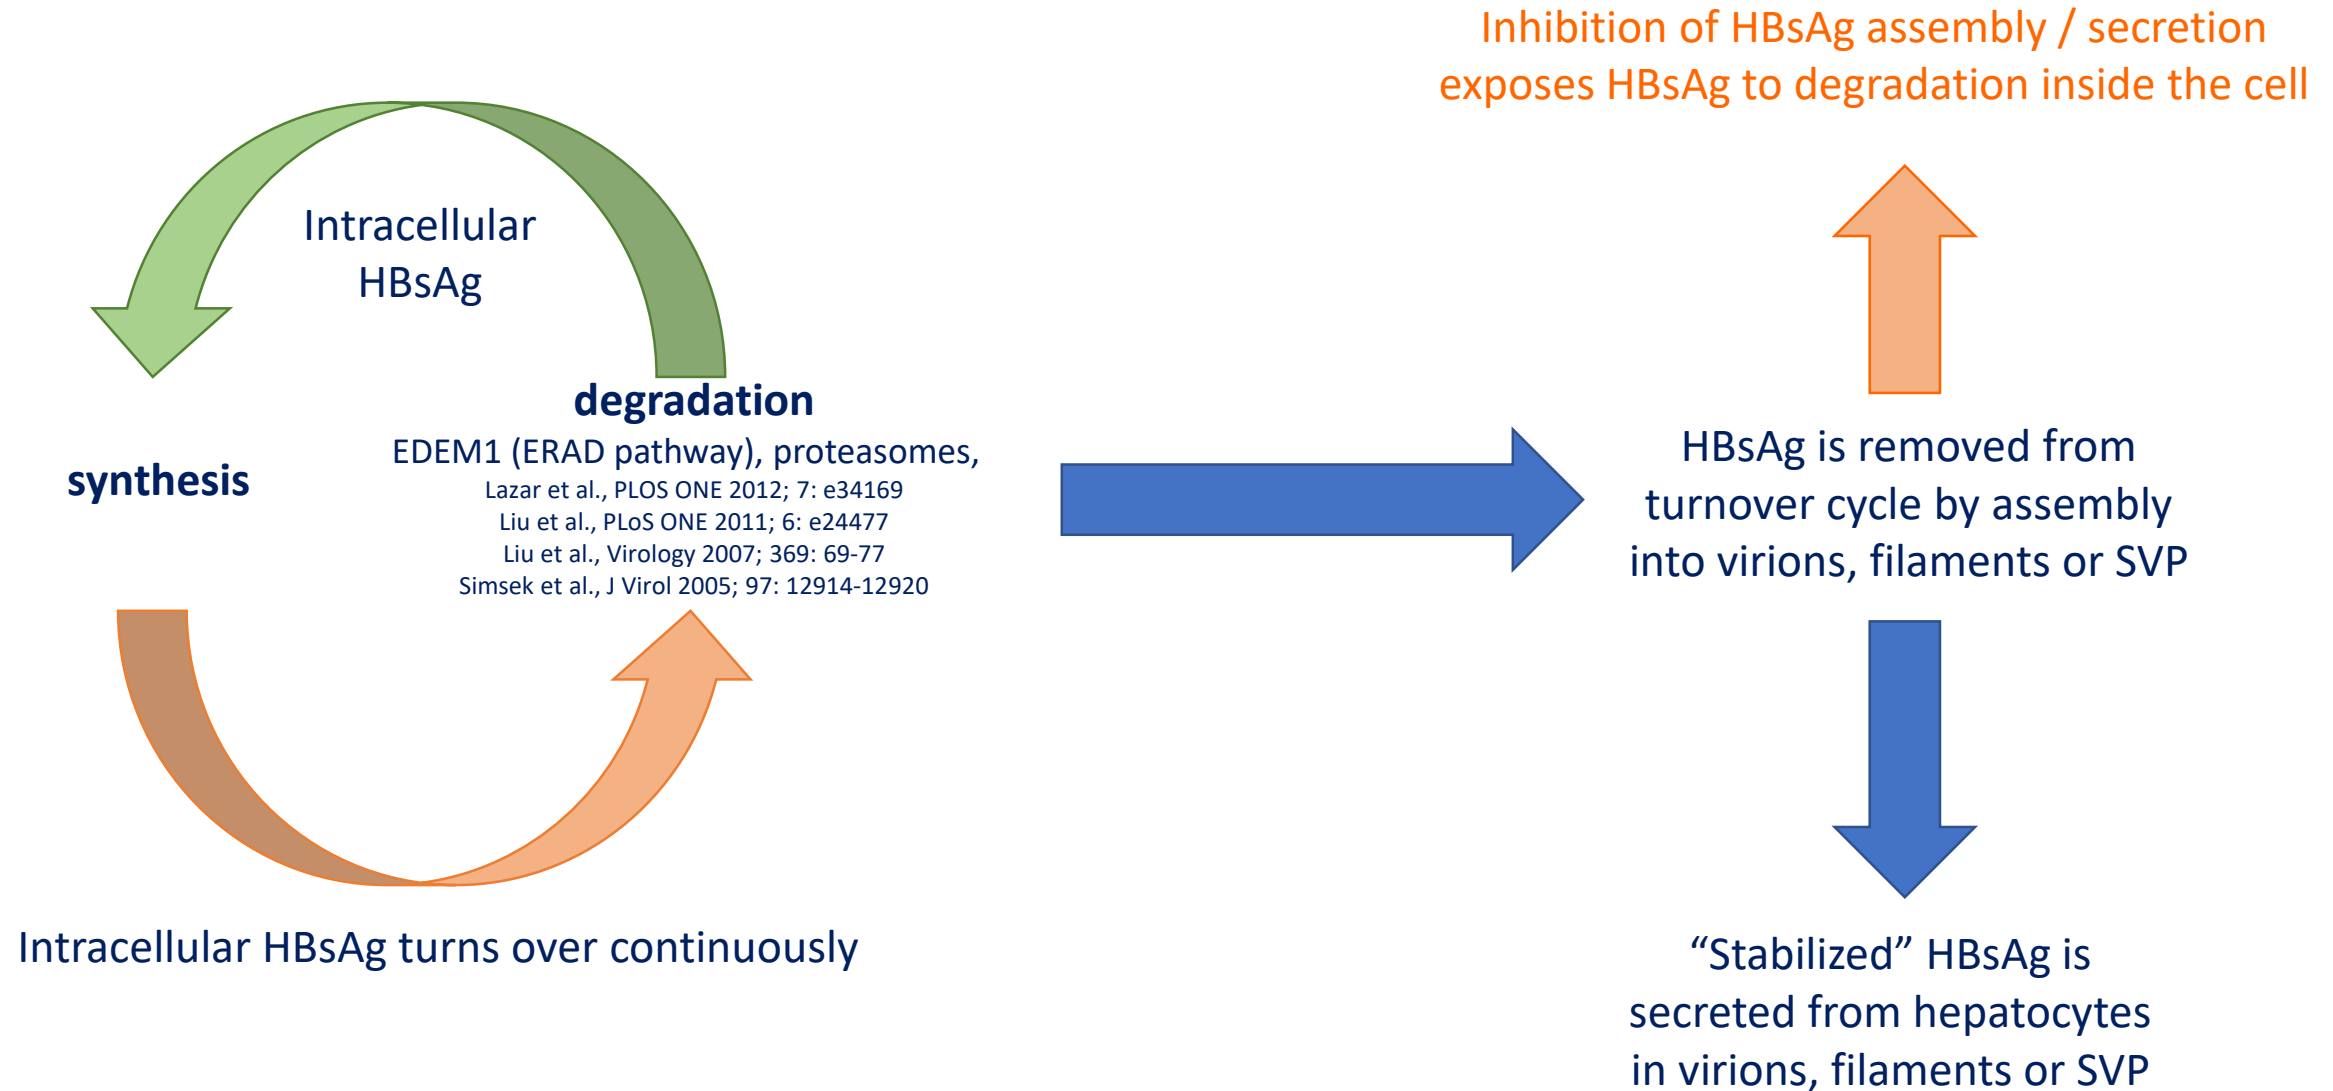 Inhibition of HBsAg assembly / secretion
exposes HBsAg to degradation inside the cell
Intracellular
HBsAg
degradation
EDEM1 (ERAD pathway), proteasomes,
Lazar et al., PLOS ONE 2012; 7: e34169
Liu et al., PLoS ONE 2011; 6: e24477
Liu et al., Virology 2007; 369: 69-77
Simsek et al., J Virol 2005; 97: 12914-12920
synthesis
HBsAg is removed from
turnover cycle by assembly
into virions, filaments or SVP
Intracellular HBsAg turns over continuously
“Stabilized” HBsAg is
secreted from hepatocytes
in virions, filaments or SVP